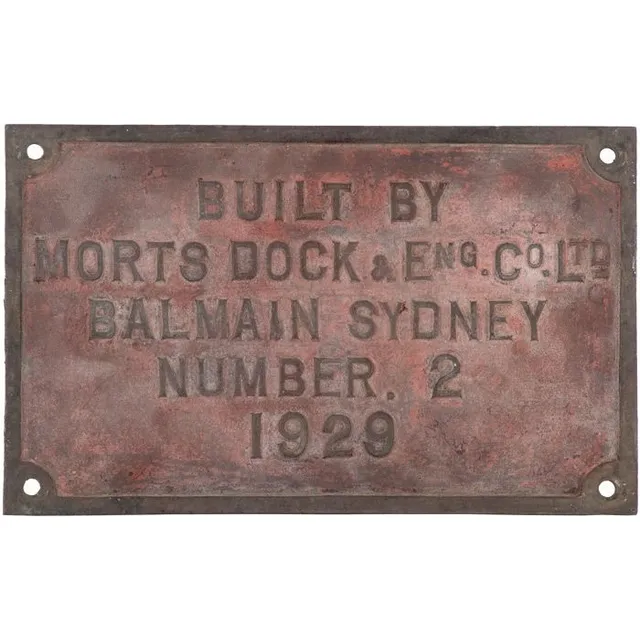 BUILT BY
MORTS DOCK & ENG. CO. LTD
BALMAIN SYDNEY
NUMBER. 2
1929